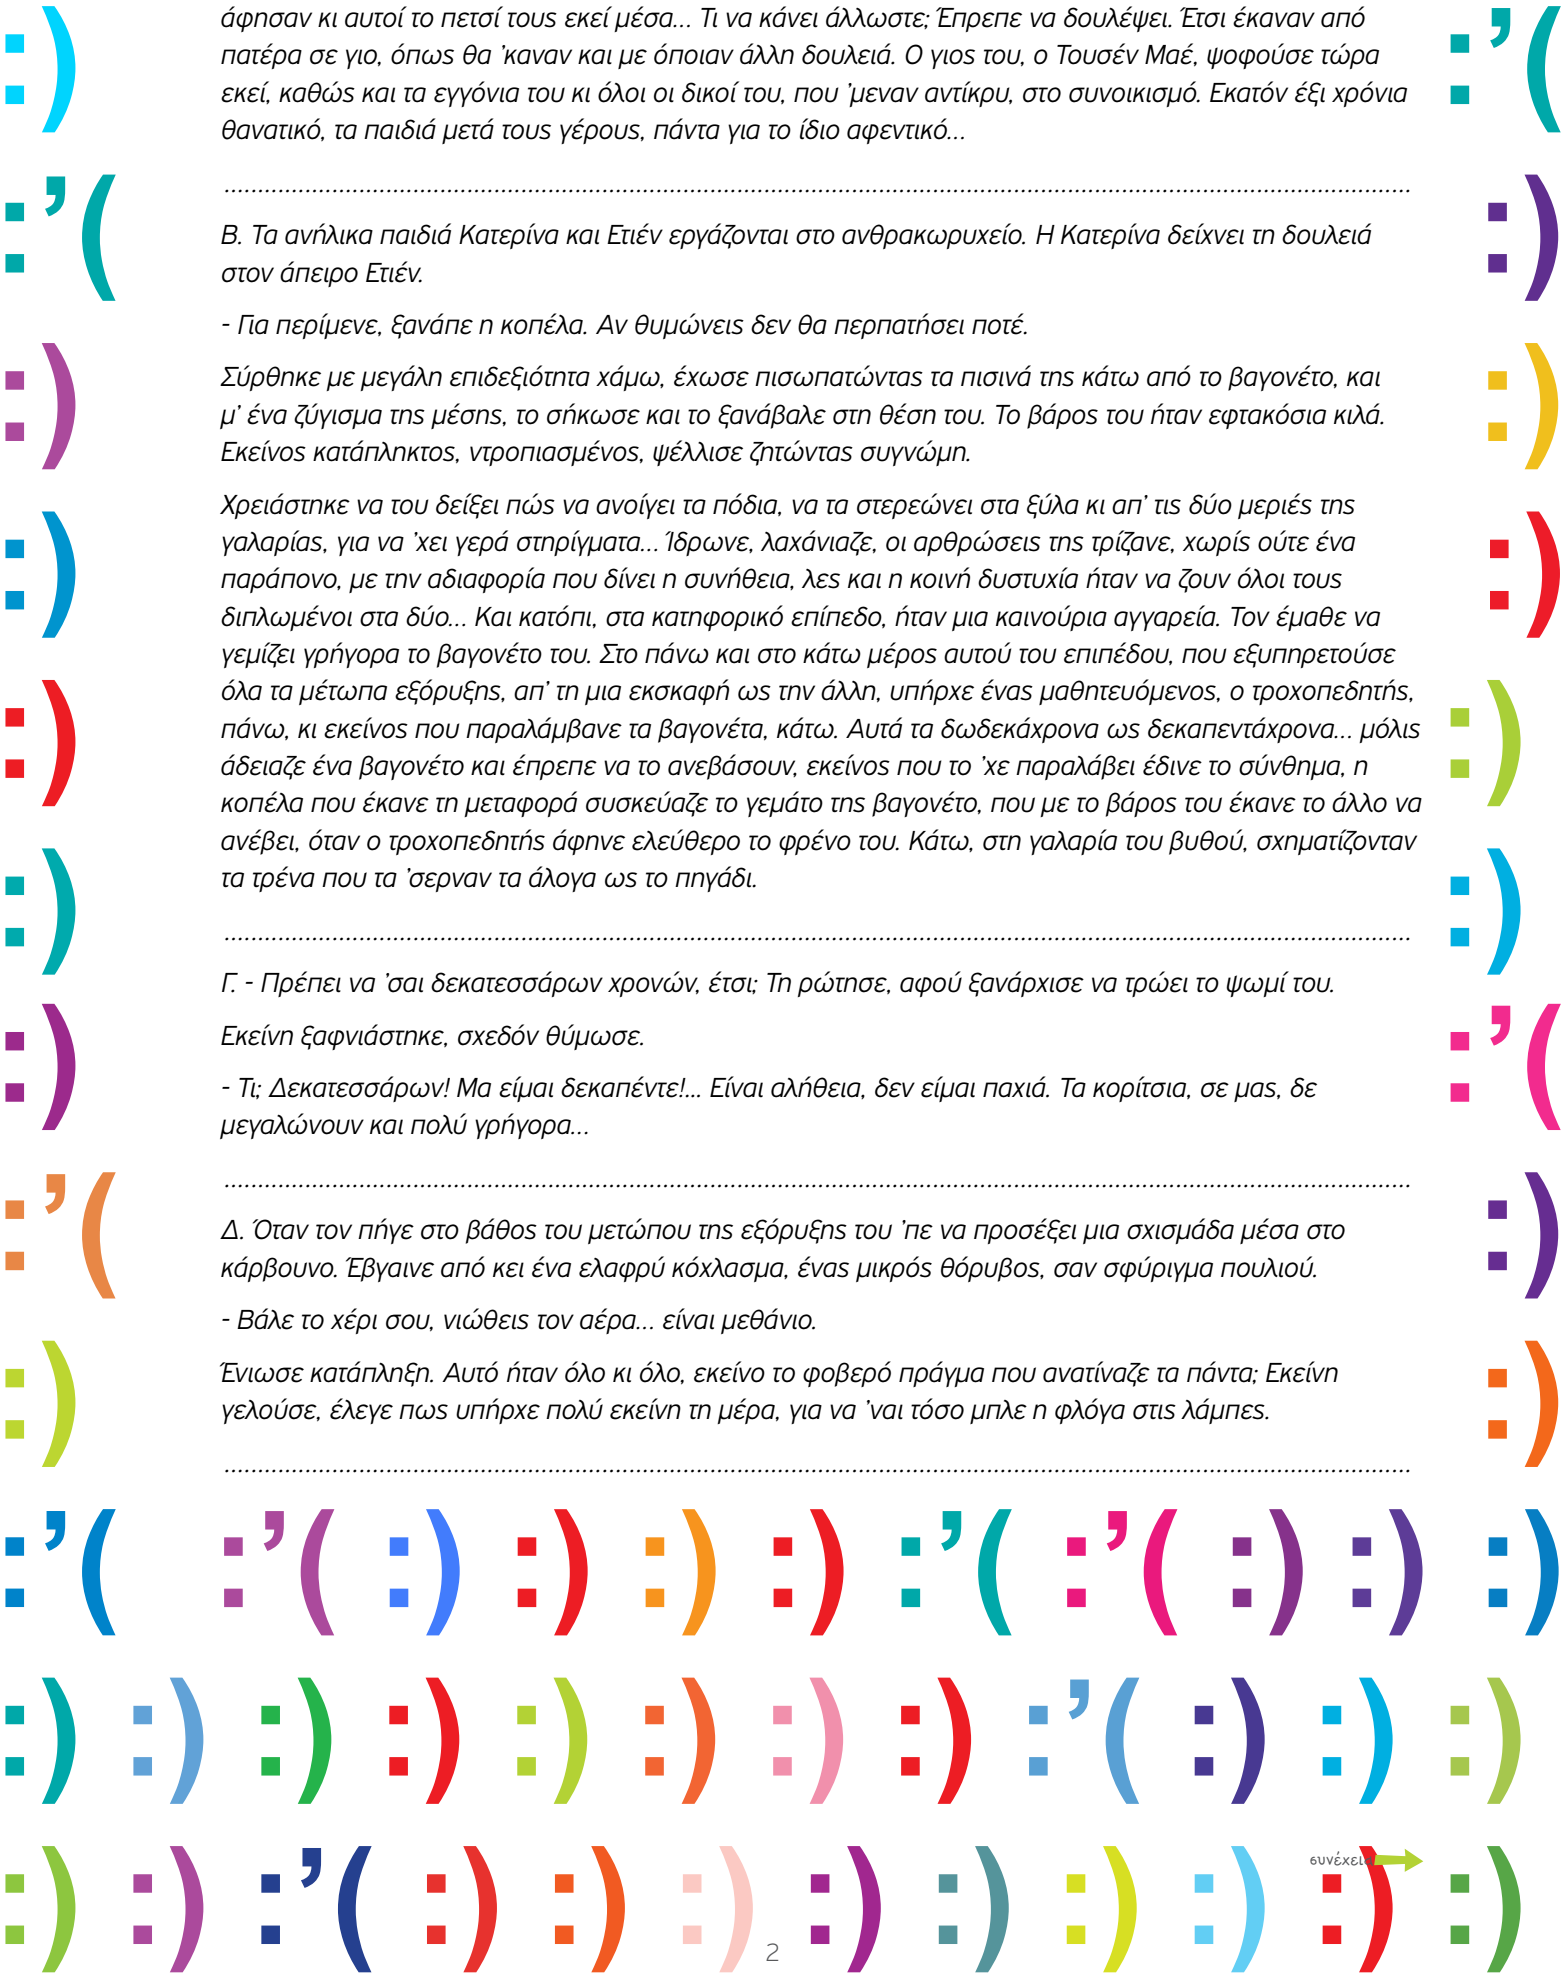 άφησαν κι αυτοί το πετσί τους εκεί μέσα... Τι να κάνει άλλωστε; Έπρεπε να δουλέψει. Έτσι έκαναν από
πατέρα σε γιο, όπως θα 'καναν και με όποιαν άλλη δουλειά. Ο γιος του, ο Τουσέν Μαέ, ψοφούσε τώρα
εκεί, καθώς και τα εγγόνια του κι όλοι οι δικοί του, που 'μεναν αντίκρυ, στο συνοικισμό. Εκατόν έξι χρόνια
θανατικό, τα παιδιά μετά τους γέρους, πάντα για το ίδιο αφεντικό...
Β. Τα ανήλικα παιδιά Κατερίνα και Ετιέν εργάζονται στο ανθρακωρυχείο. Η Κατερίνα δείχνει τη δουλειά
στον άπειρο Ετιέν.
- Για περίμενε, ξανάπε η κοπέλα. Αν θυμώνεις δεν θα περπατήσει ποτέ.
Σύρθηκε με μεγάλη επιδεξιότητα χάμω, έχωσε πισωπατώντας τα πισινά της κάτω από το βαγονέτο, και
μ' ένα ζύγισμα της μέσης, το σήκωσε και το ξανάβαλε στη θέση του. Το βάρος του ήταν εφτακόσια κιλά.
Εκείνος κατάπληκτος, ντροπιασμένος, ψέλλισε ζητώντας συγνώμη.
Χρειάστηκε να του δείξει πώς να ανοίγει τα πόδια, να τα στερεώνει στα ξύλα κι απ' τις δύο μεριές της
γαλαρίας, για να 'χει γερά στηρίγματα... Ίδρωνε, λαχάνιαζε, οι αρθρώσεις της τρίζανε, χωρίς ούτε ένα
παράπονο, με την αδιαφορία που δίνει η συνήθεια, λες και η κοινή δυστυχία ήταν να ζουν όλοι τους
διπλωμένοι στα δύο... Και κατόπι, στα κατηφορικό επίπεδο, ήταν μια καινούρια αγγαρεία. Τον έμαθε να
γεμίζει γρήγορα το βαγονέτο του. Στο πάνω και στο κάτω μέρος αυτού του επιπέδου, που εξυπηρετούσε
όλα τα μέτωπα εξόρυξης, απ' τη μια εκσκαφή ως την άλλη, υπήρχε ένας μαθητευόμενος, ο τροχοπεδητής,
πάνω, κι εκείνος που παραλάμβανε τα βαγονέτα, κάτω. Αυτά τα δωδεκάχρονα ως δεκαπεντάχρονα... μόλις
άδειαζε ένα βαγονέτο και έπρεπε να το ανεβάσουν, εκείνος που το 'χε παραλάβει έδινε το σύνθημα, η
κοπέλα που έκανε τη μεταφορά συσκεύαζε το γεμάτο της βαγονέτο, που με το βάρος του έκανε το άλλο να
ανέβει, όταν ο τροχοπεδητής άφηνε ελεύθερο το φρένο του. Κάτω, στη γαλαρία του βυθού, σχηματίζονταν
τα τρένα που τα 'σερναν τα άλογα ως το πηγάδι.
Γ. - Πρέπει να 'σαι δεκατεσσάρων χρονών, έτσι; Τη ρώτησε, αφού ξανάρχισε να τρώει το ψωμί του.
Εκείνη ξαφνιάστηκε, σχεδόν θύμωσε.
- Τι; Δεκατεσσάρων! Μα είμαι δεκαπέντε!... Είναι αλήθεια, δεν είμαι παχιά. Τα κορίτσια, σε μας, δε
μεγαλώνουν και πολύ γρήγορα...
Δ. Όταν τον πήγε στο βάθος του μετώπου της εξόρυξης του 'πε να προσέξει μια σχισμάδα μέσα στο
κάρβουνο. Έβγαινε από κει ένα ελαφρύ κόχλασμα, ένας μικρός θόρυβος, σαν σφύριγμα πουλιού.
- Βάλε το χέρι σου, νιώθεις τον αέρα... είναι μεθάνιο.
Ένιωσε κατάπληξη. Αυτό ήταν όλο κι όλο, εκείνο το φοβερό πράγμα που ανατίναζε τα πάντα; Εκείνη
γελούσε, έλεγε πως υπήρχε πολύ εκείνη τη μέρα, για να 'ναι τόσο μπλε η φλόγα στις λάμπες.
συνέχεια
2